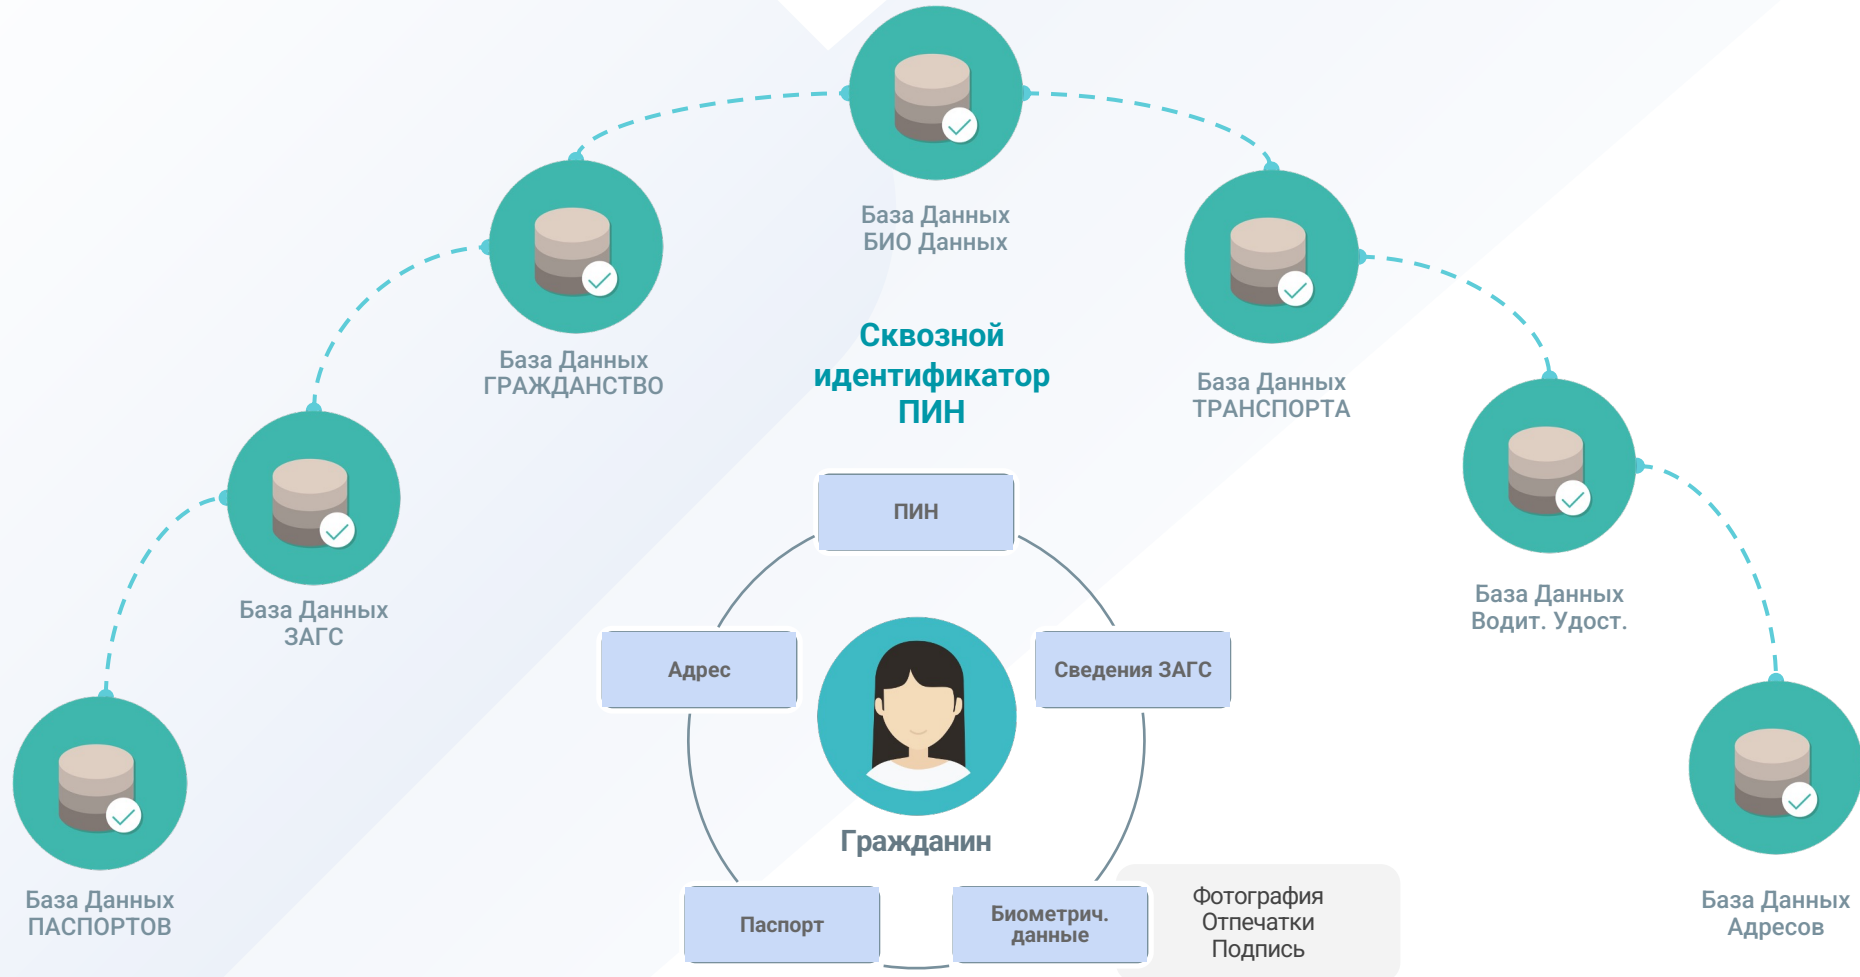 База Данных
БИО Данных
База Данных
ГРАЖДАНСТВО
База Данных
ТРАНСПОРТА
Сквозной
идентификатор
ПИН
База Данных
ЗАГС
База Данных
Водит. Удост.
База Данных
ПАСПОРТОВ
База Данных
Адресов
ПИН
Адрес
Сведения ЗАГС
Гражданин
Паспорт
Биометрич.
данные
Фотография
Отпечатки
Подпись